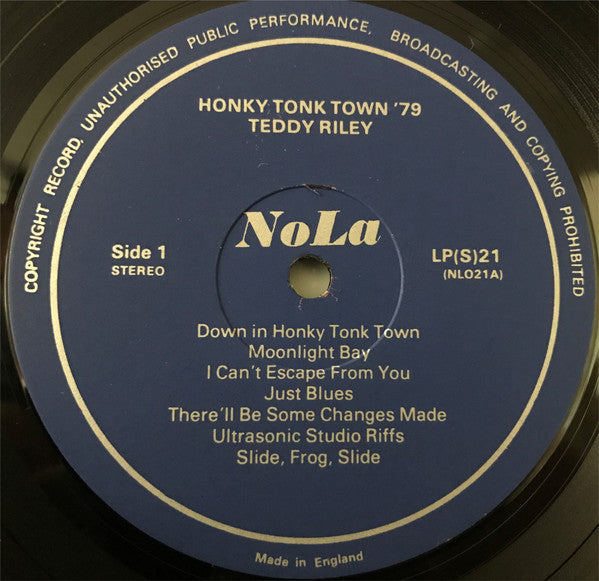 COPYRIGHT RECORD, UNAUTHORISED PUBLIC PERFORMANCE, BROADCASTING AND COPYING PROHIBITED
HONKY TONK TOWN '79
TEDDY RILEY
NoLa
Side 1
STEREO
LP(S)21
(NLO21A)
Down in Honky Tonk Town
Moonlight Bay
I Can't Escape From You
Just Blues
There'll Be Some Changes Made
Ultrasonic Studio Riffs
Slide, Frog, Slide
Made in England